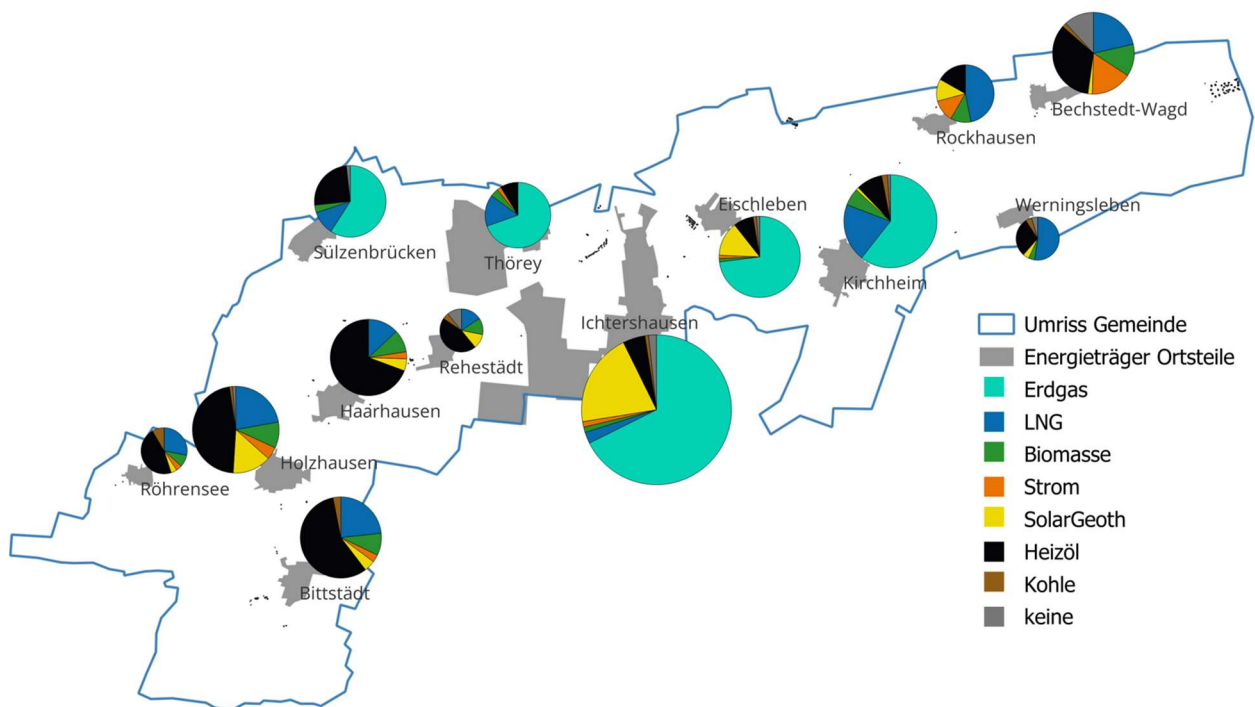 Bechstedt-Wagd
Rockhausen
Eischleben
Werningsleben
Sülzenbrücken
Thörey
Kirchheim
Ichtershausen
Rehestädt
Haarhausen
Holzhausen
Röhrensee
Bittstädt
Umriss Gemeinde
Energieträger Ortsteile
Erdgas
LNG
Biomasse
Strom
SolarGeoth
Heizöl
Kohle
keine